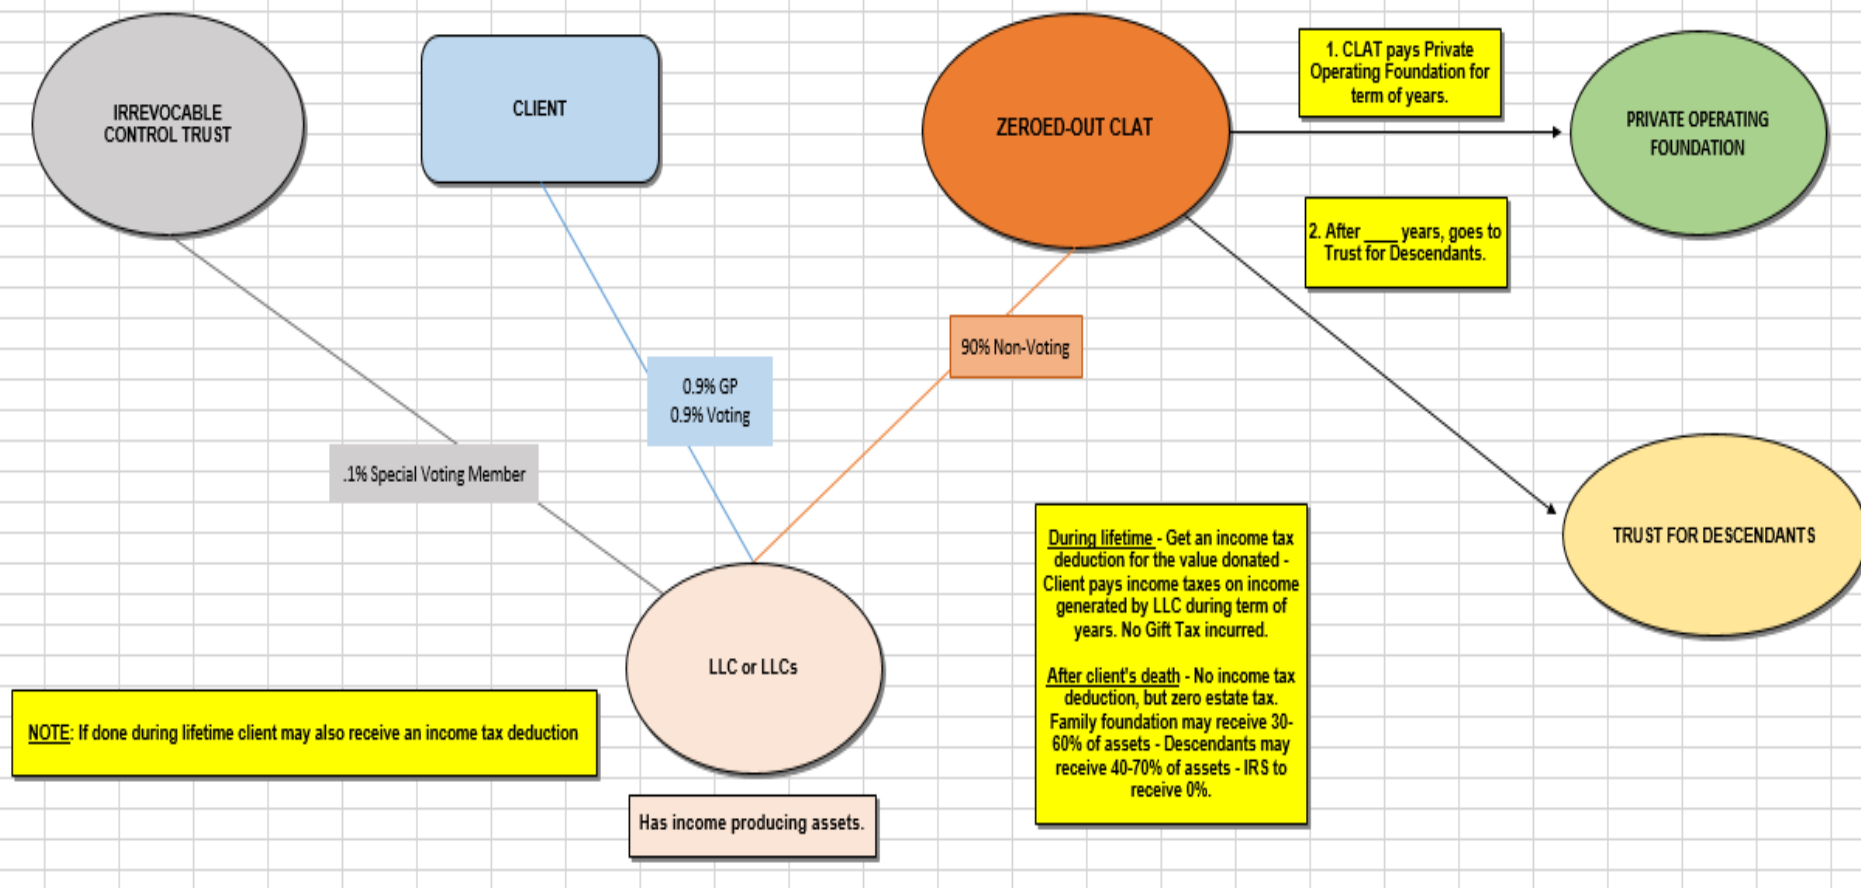 IRREVOCABLE
CONTROL TRUST
CLIENT
ZEROED-OUT CLAT
1. CLAT pays Private
Operating Foundation for
term of years.
PRIVATE OPERATING
FOUNDATION
2. After ____ years, goes to
Trust for Descendants.
90% Non-Voting
0.9% GP
0.9% Voting
.1% Special Voting Member
TRUST FOR DESCENDANTS
During lifetime - Get an income tax
deduction for the value donated -
Client pays income taxes on income
generated by LLC during term of
years. No Gift Tax incurred.
After client's death - No income tax
deduction, but zero estate tax.
Family foundation may receive 30-
60% of assets - Descendants may
receive 40-70% of assets - IRS to
receive 0%.
LLC or LLCs
NOTE: If done during lifetime client may also receive an income tax deduction
Has income producing assets.